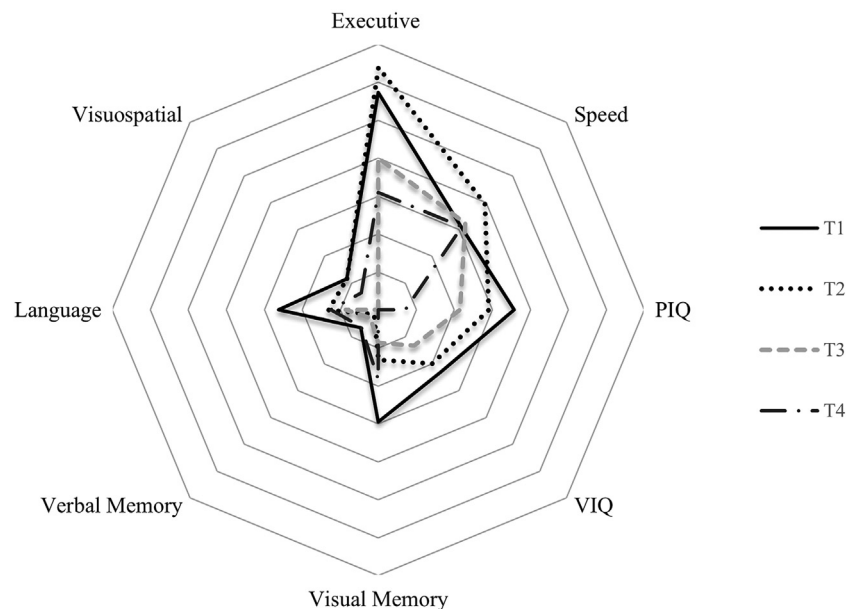 Executive
Visuospatial
Speed
Language
PIQ
Verbal Memory
VIQ
Visual Memory
T1
T2
T3
T4